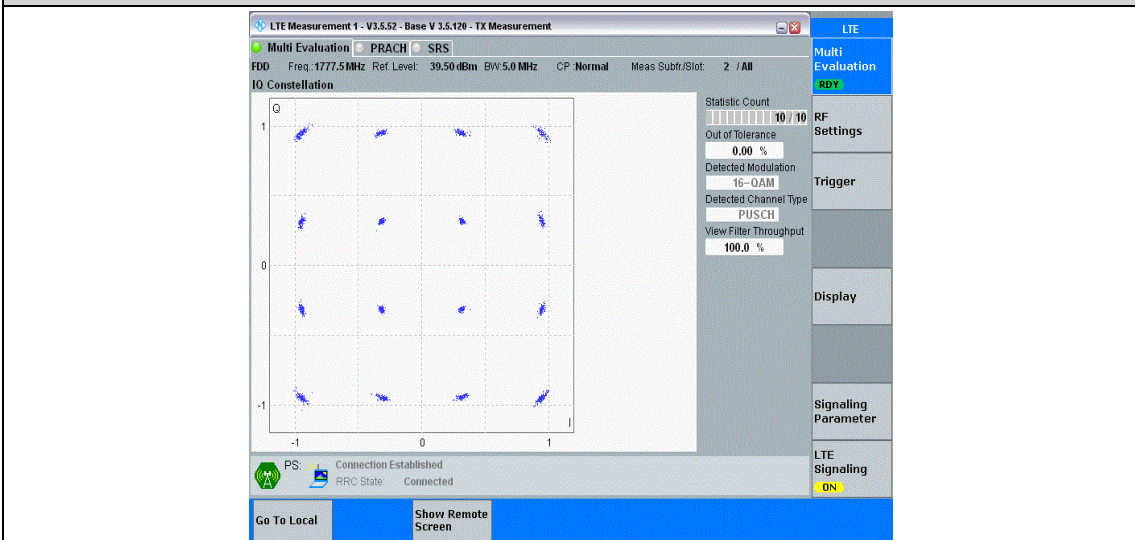 LTE Measurement 1 - V3.5.52 - Base V 3.5.120 - TX Measurement
LTE
Multi Evaluation PRACH SRS
FDD Freq.: 1777.5 MHz Ref. Level: 39.50 dBm BW: 5.0 MHz CP : Normal Meas Subfr./Slot: 2 / All
IQ Constellation
Q
1
0
-1
-1 0 1
I
Statistic Count
10 / 10
Out of Tolerance
0.00 %
Detected Modulation
16-QAM
Detected Channel Type
PUSCH
View Filter Throughput
100.0 %
Multi
Evaluation
RDY
RF
Settings
Trigger
Display
Signaling
Parameter
LTE
Signaling
ON
PS: Connection Established
RRC State: Connected
Go To Local
Show Remote
Screen